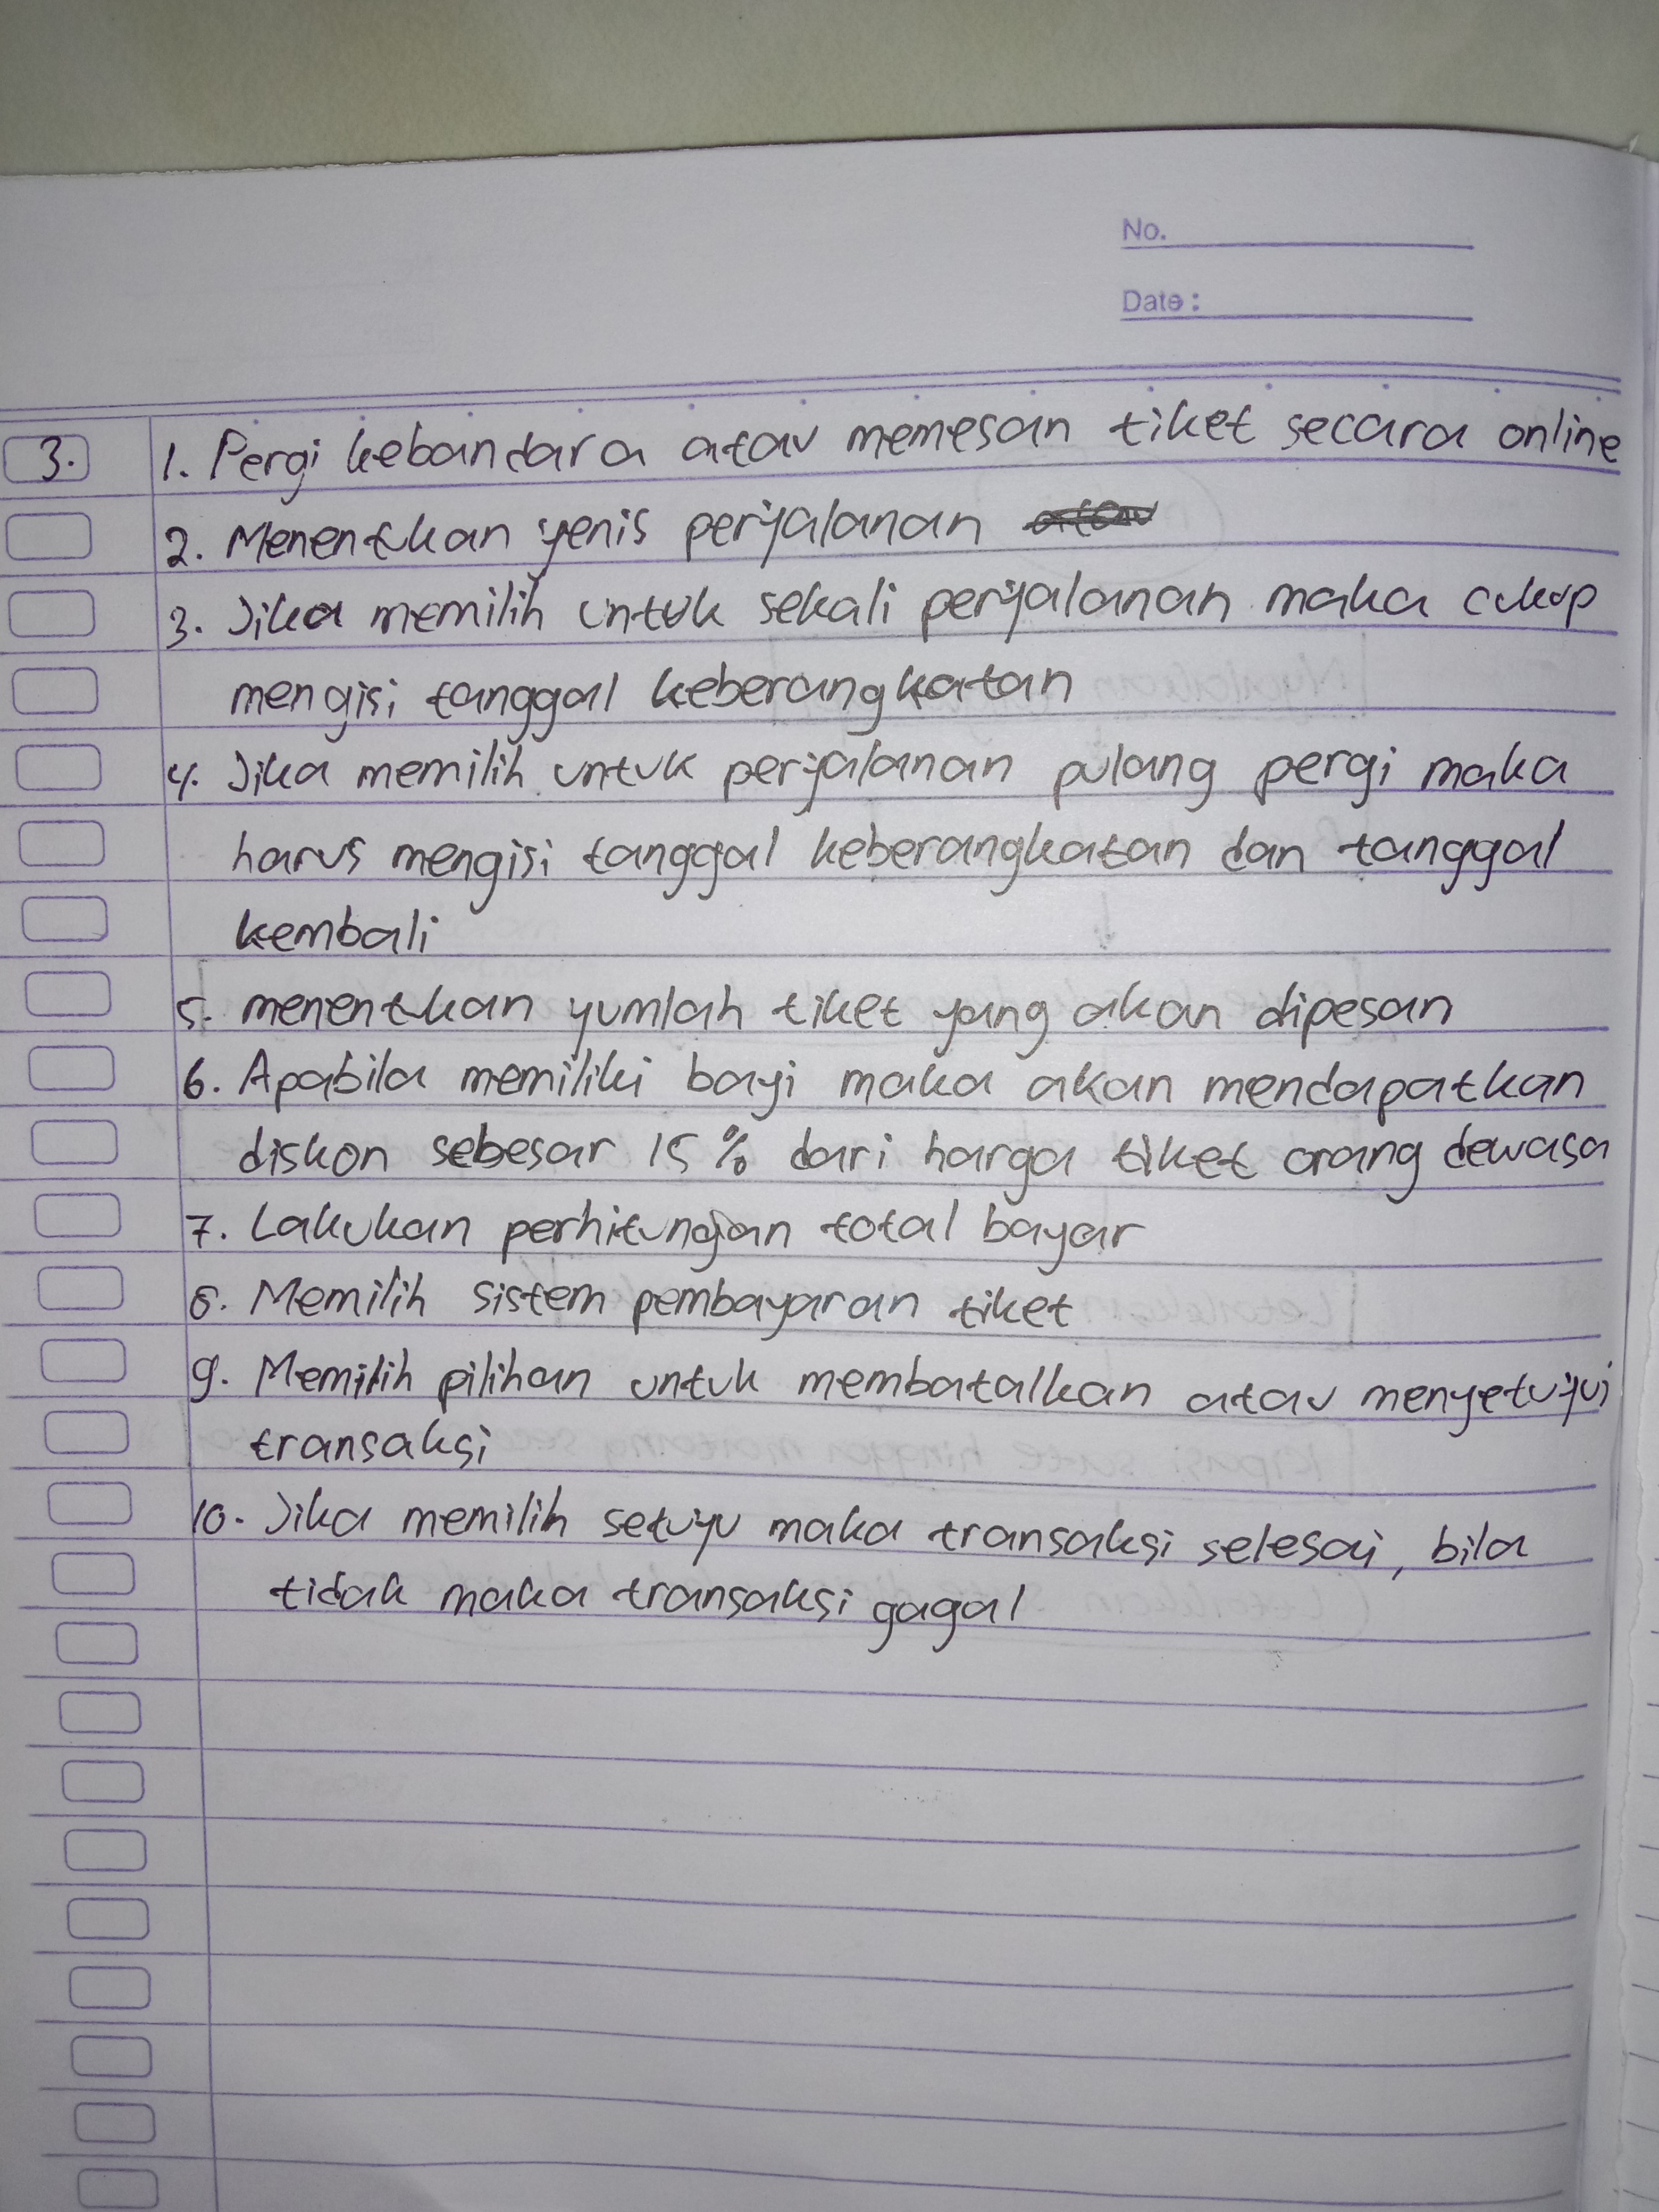 No.
Date :
3. 1. Pergi kebandara atau memesan tiket secara online
2. Menentukan jenis perjalanan
3. Jika memilih untuk sekali perjalanan maka cukup
mengisi tanggal keberangkatan
4. Jika memilih untuk perjalanan pulang pergi maka
harus mengisi tanggal keberangkatan dan tanggal
kembali
5. menentukan jumlah tiket yang akan dipesan
6. Apabila memiliki bayi maka akan mendapatkan
diskon sebesar 15 % dari harga tiket orang dewasa
7. Lakukan perhitungan total bayar
8. Memilih sistem pembayaran tiket
9. Memilih pilihan untuk membatalkan atau menyetujui
transaksi
10. Jika memilih setuju maka transaksi selesai, bila
tidak maka transaksi gagal